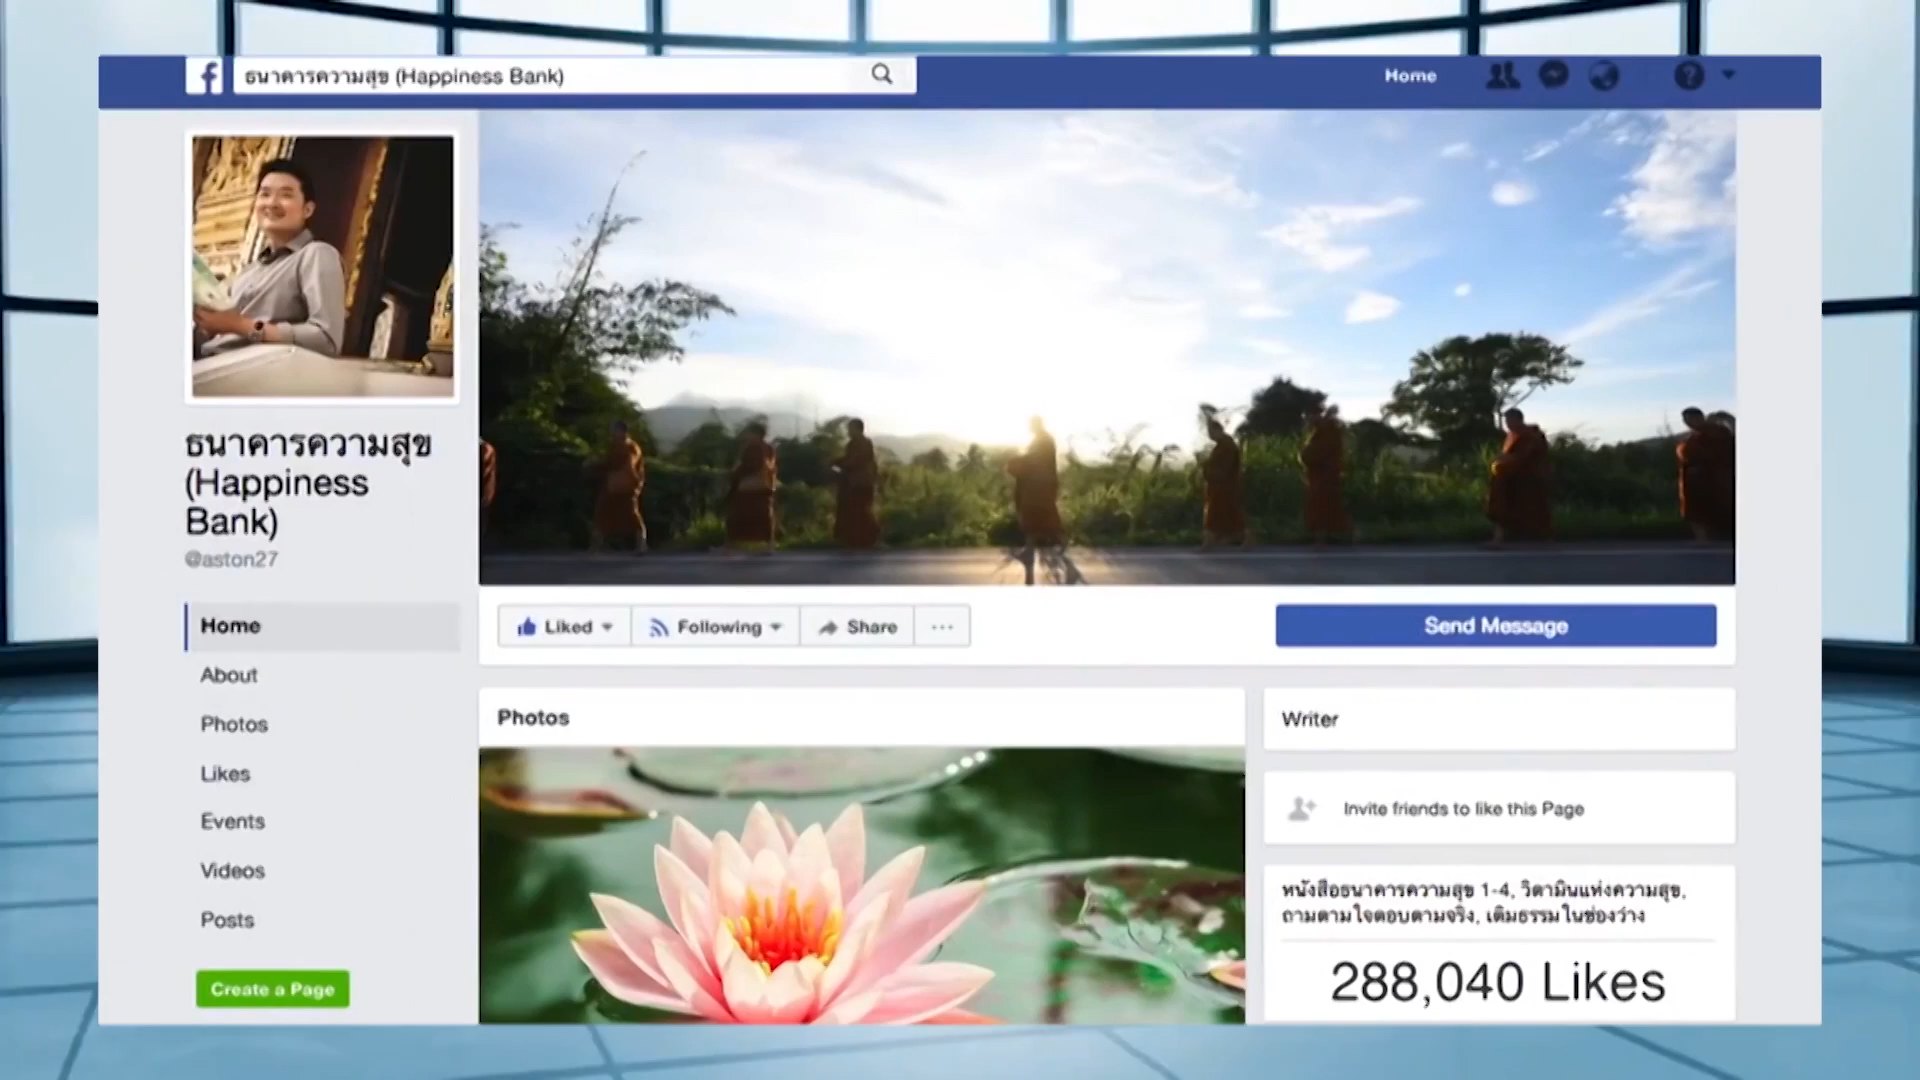 ธนาคารความสุข (Happiness Bank)
Home
ธนาคารความสุข
(Happiness
Bank)
@aston27
Home
About
Photos
Likes
Events
Videos
Posts
Create a Page
Liked
Following
Share
Send Message
Photos
Writer
Invite friends to like this Page
หนังสือธนาคารความสุข 1-4, วิตามินแห่งความสุข,
ถามตามใจตอบตามจริง, เติมธรรมในช่องว่าง
288,040 Likes